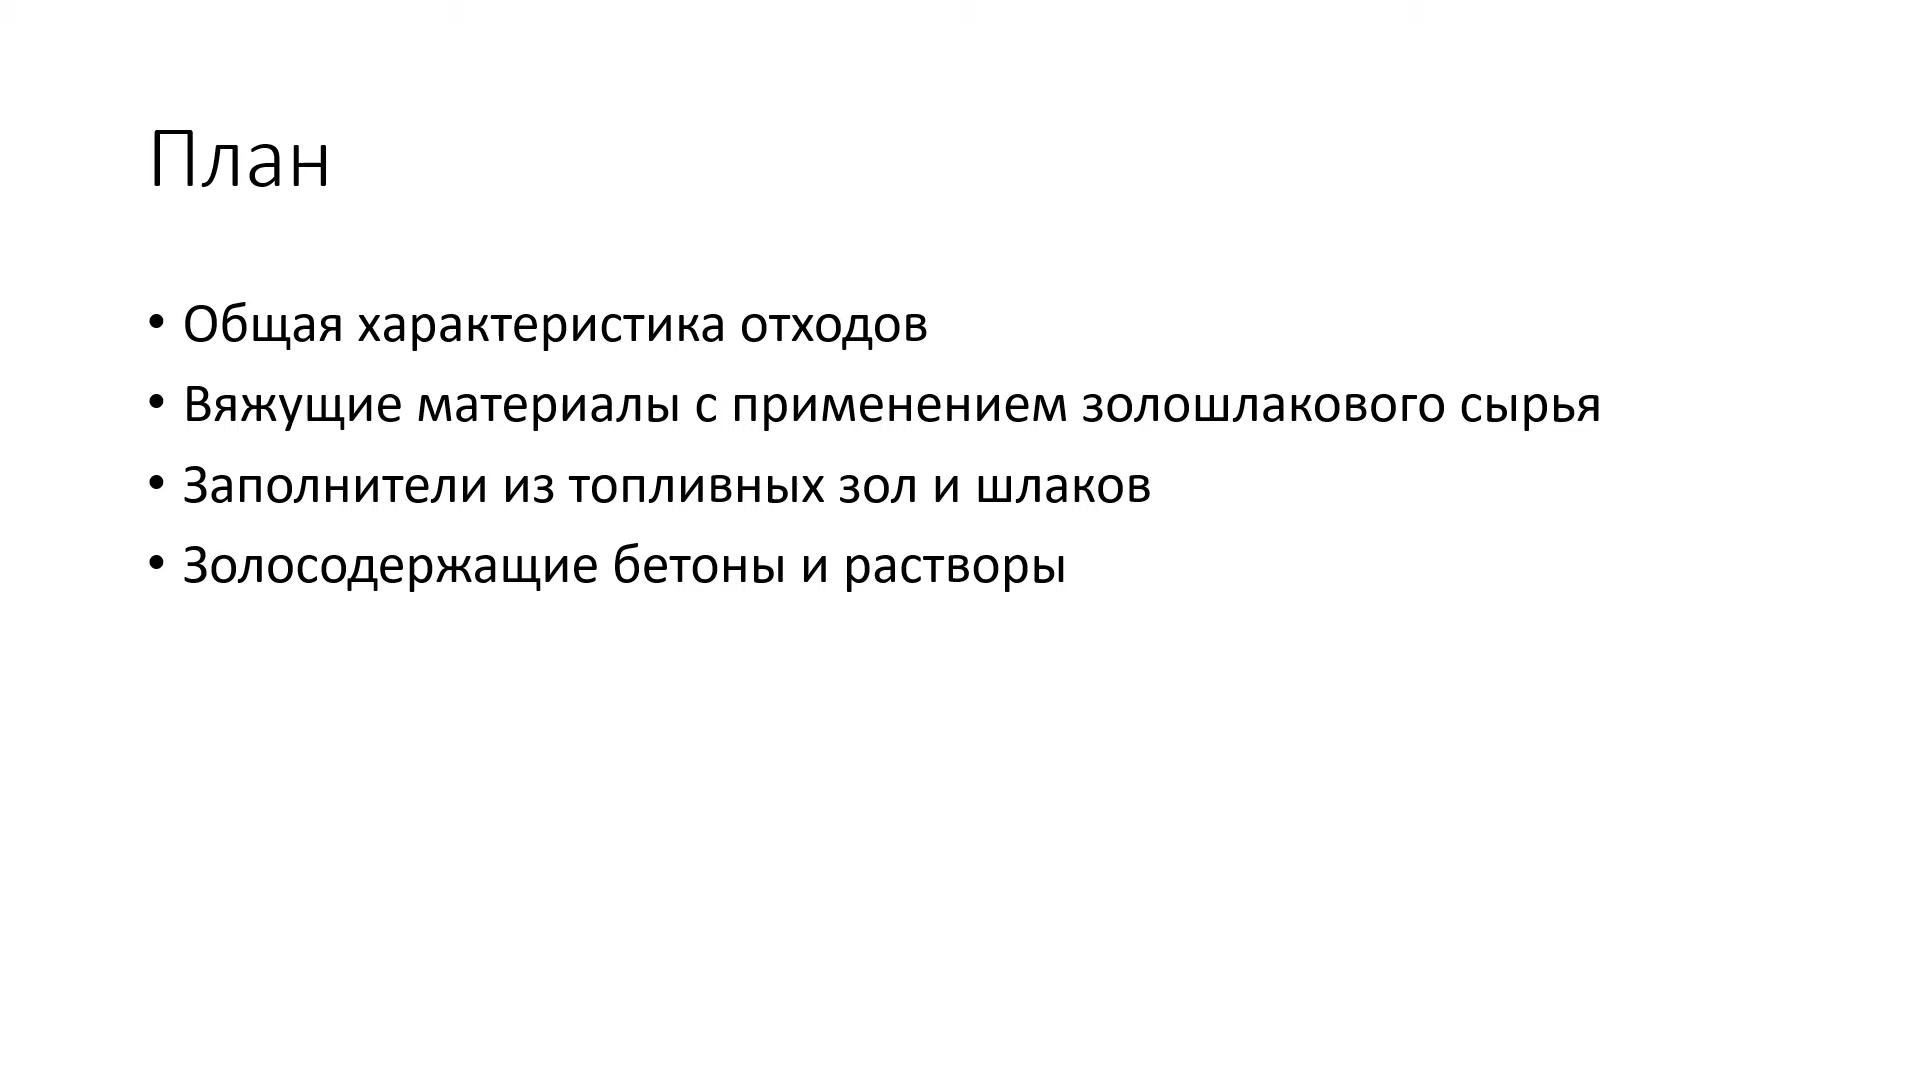 План
• Общая характеристика отходов
• Вяжущие материалы с применением золошлакового сырья
• Заполнители из топливных зол и шлаков
• Золосодержащие бетоны и растворы